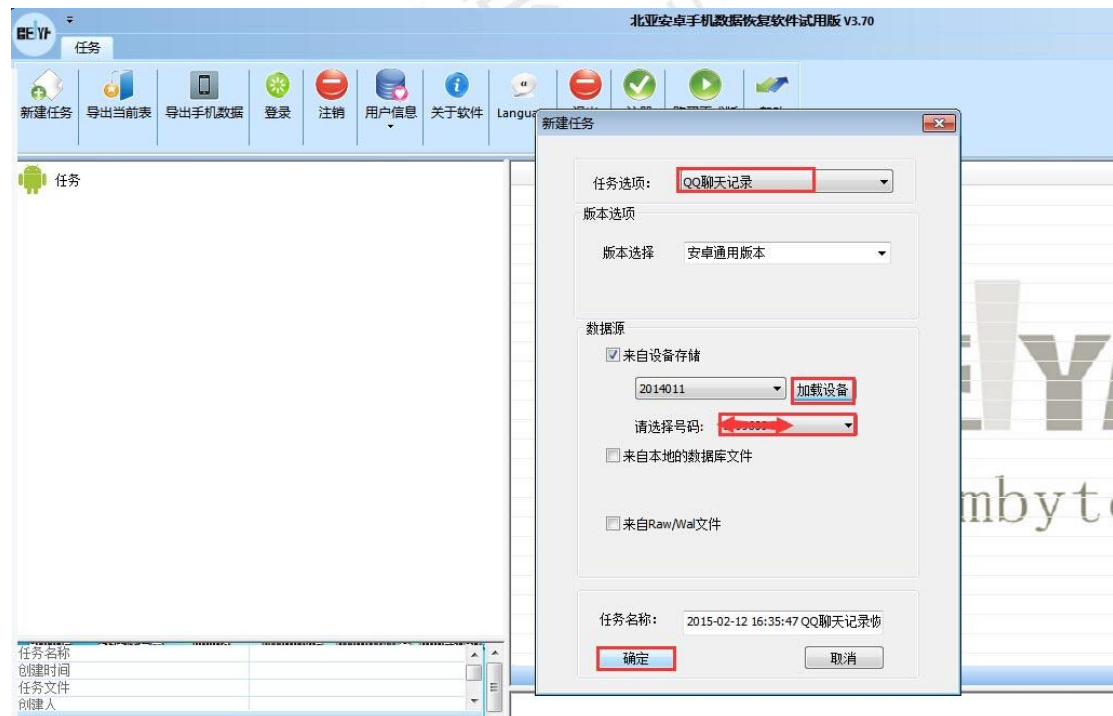 北亚安卓手机数据恢复软件试用版 V3.70
BEIYA
任务
新建任务 导出当前表 导出手机数据 登录 注销 用户信息 关于软件
任务
新建任务
任务选项: QQ聊天记录
版本选项
版本选择 安卓通用版本
数据源
来自设备存储
2014011 加载设备
请选择号码:
来自本地的数据库文件
来自Raw/Wal文件
任务名称: 2015-02-12 16:35:47 QQ聊天记录
确定 取消
任务名称
创建时间
任务文件
创建人
mbyt